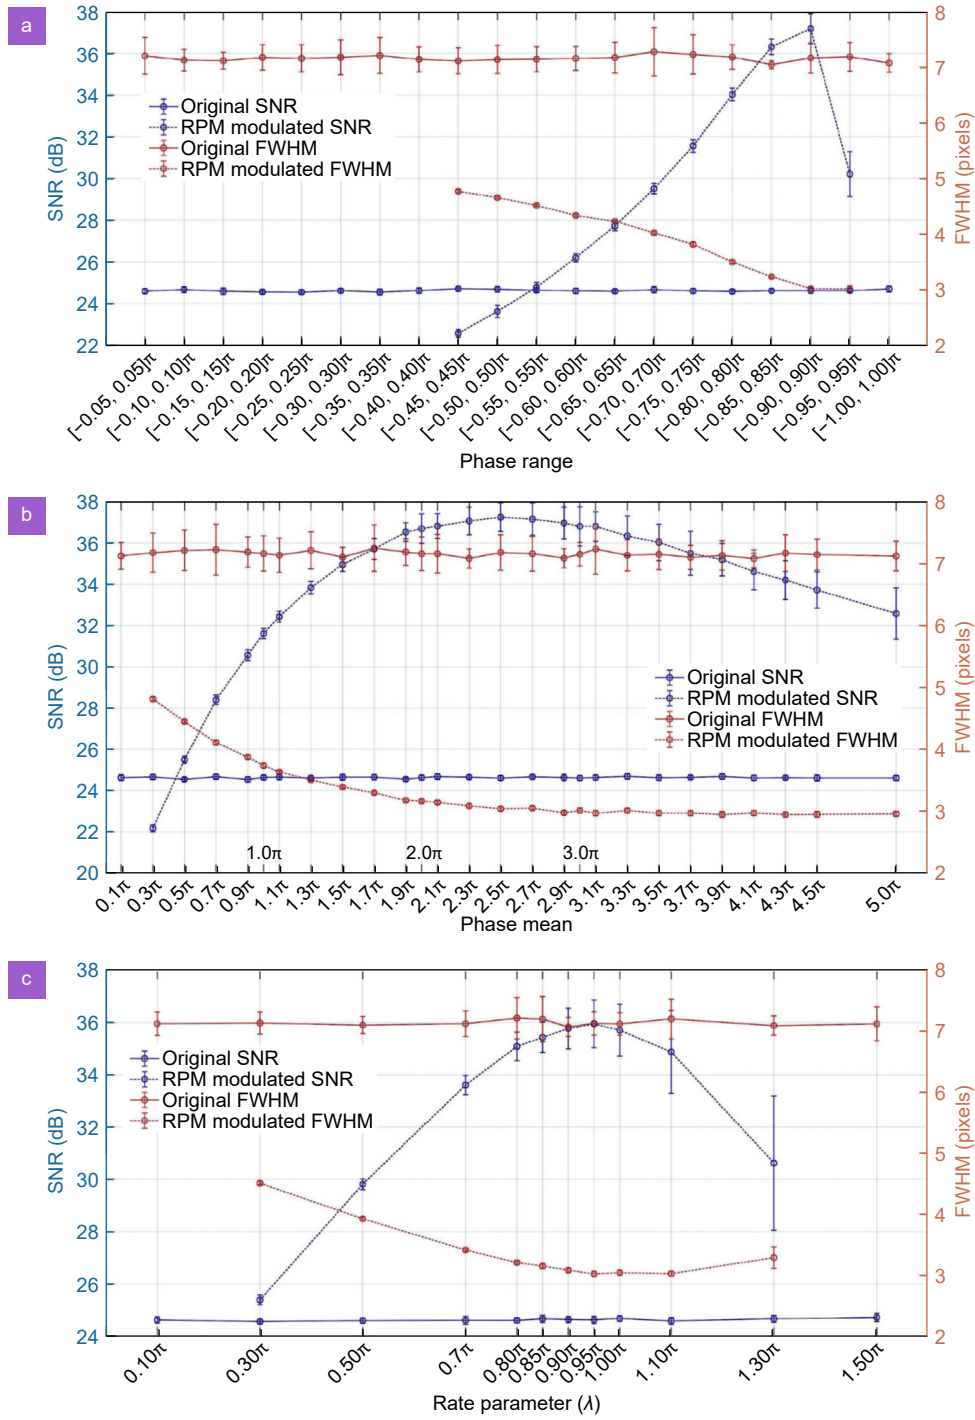 a
38
36
34
32
30
28
26
24
22
SNR (dB)
8
7
6
5
4
3
2
FWHM (pixels)
Original SNR
RPM modulated SNR
Original FWHM
RPM modulated FWHM
[−0.05, 0.05]π
[−0.10, 0.10]π
[−0.15, 0.15]π
[−0.20, 0.20]π
[−0.25, 0.25]π
[−0.30, 0.30]π
[−0.35, 0.35]π
[−0.40, 0.40]π
[−0.45, 0.45]π
[−0.50, 0.50]π
[−0.55, 0.55]π
[−0.60, 0.60]π
[−0.65, 0.65]π
[−0.70, 0.70]π
[−0.75, 0.75]π
[−0.80, 0.80]π
[−0.85, 0.85]π
[−0.90, 0.90]π
[−0.95, 0.95]π
[−1.00, 1.00]π
Phase range
b
38
36
34
32
30
28
26
24
22
20
SNR (dB)
8
7
6
5
4
3
2
FWHM (pixels)
Original SNR
RPM modulated SNR
Original FWHM
RPM modulated FWHM
1.0π
2.0π
3.0π
0.1π
0.3π
0.5π
0.7π
0.9π
1.1π
1.3π
1.5π
1.7π
1.9π
2.1π
2.3π
2.5π
2.7π
2.9π
3.1π
3.3π
3.5π
3.7π
3.9π
4.1π
4.3π
4.5π
5.0π
Phase mean
c
38
36
34
32
30
28
26
24
SNR (dB)
8
7
6
5
4
3
2
FWHM (pixels)
Original SNR
RPM modulated SNR
Original FWHM
RPM modulated FWHM
0.10π
0.30π
0.50π
0.7π
0.80π
0.85π
0.90π
0.95π
1.00π
1.10π
1.30π
1.50π
Rate parameter (λ)